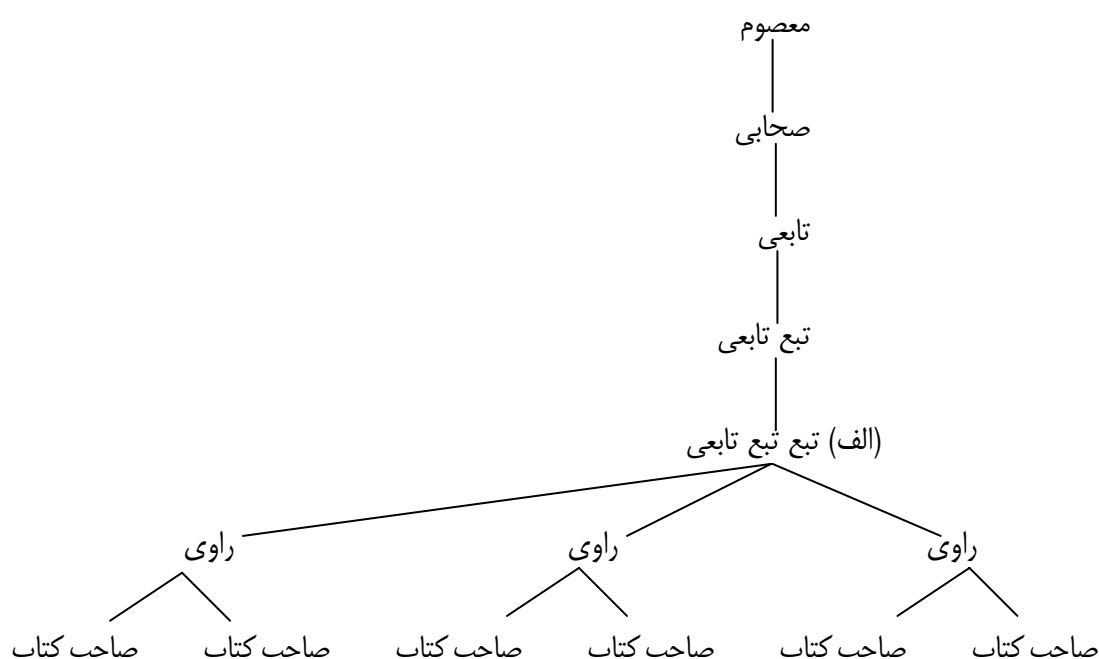 معصوم
صحابی
تابعی
تبع تابعی
(الف) تبع تبع تابعی
راوی راوی راوی
صاحب کتاب صاحب کتاب صاحب کتاب صاحب کتاب صاحب کتاب صاحب کتاب